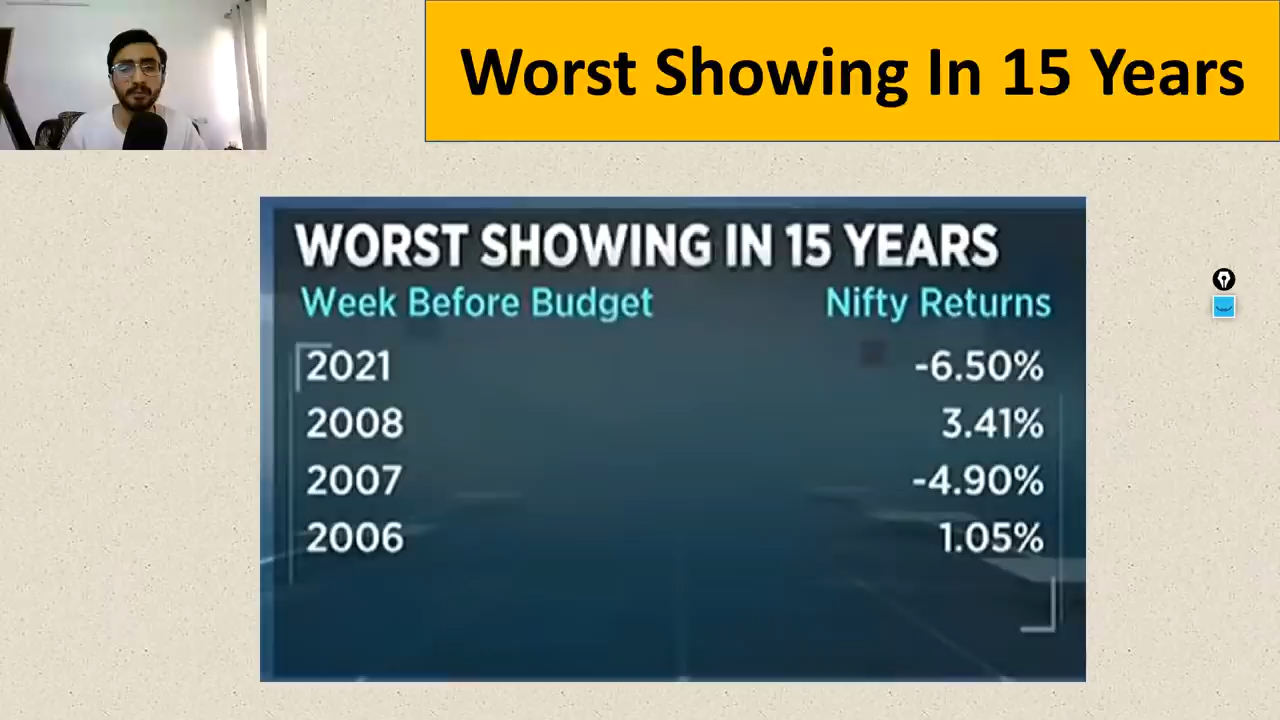 Worst Showing In 15 Years
WORST SHOWING IN 15 YEARS
Week Before Budget Nifty Returns
2021 -6.50%
2008 3.41%
2007 -4.90%
2006 1.05%